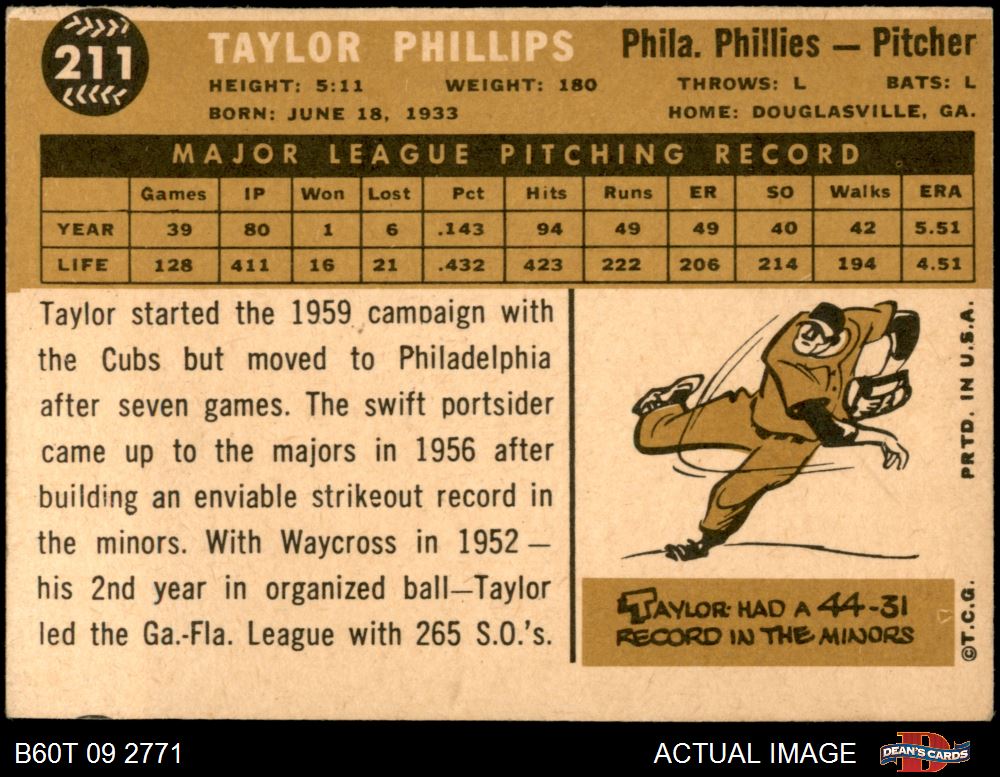 211
TAYLOR PHILLIPS
Phila. Phillies — Pitcher
HEIGHT: 5:11 WEIGHT: 180 THROWS: L BATS: L
BORN: JUNE 18, 1933 HOME: DOUGLASVILLE, GA.
MAJOR LEAGUE PITCHING RECORD
Games IP Won Lost Pct Hits Runs ER SO Walks ERA
YEAR 39 80 1 6 .143 94 49 49 40 42 5.51
LIFE 128 411 16 21 .432 423 222 206 214 194 4.51
Taylor started the 1959 campaign with
the Cubs but moved to Philadelphia
after seven games. The swift portsider
came up to the majors in 1956 after
building an enviable strikeout record in
the minors. With Waycross in 1952 —
his 2nd year in organized ball—Taylor
led the Ga.-Fla. League with 265 S.O.'s.
TAYLOR HAD A 44-31
RECORD IN THE MINORS
PRTD. IN U.S.A.
©T.C.G.
B60T 09 2771
ACTUAL IMAGE
DEAN'S CARDS